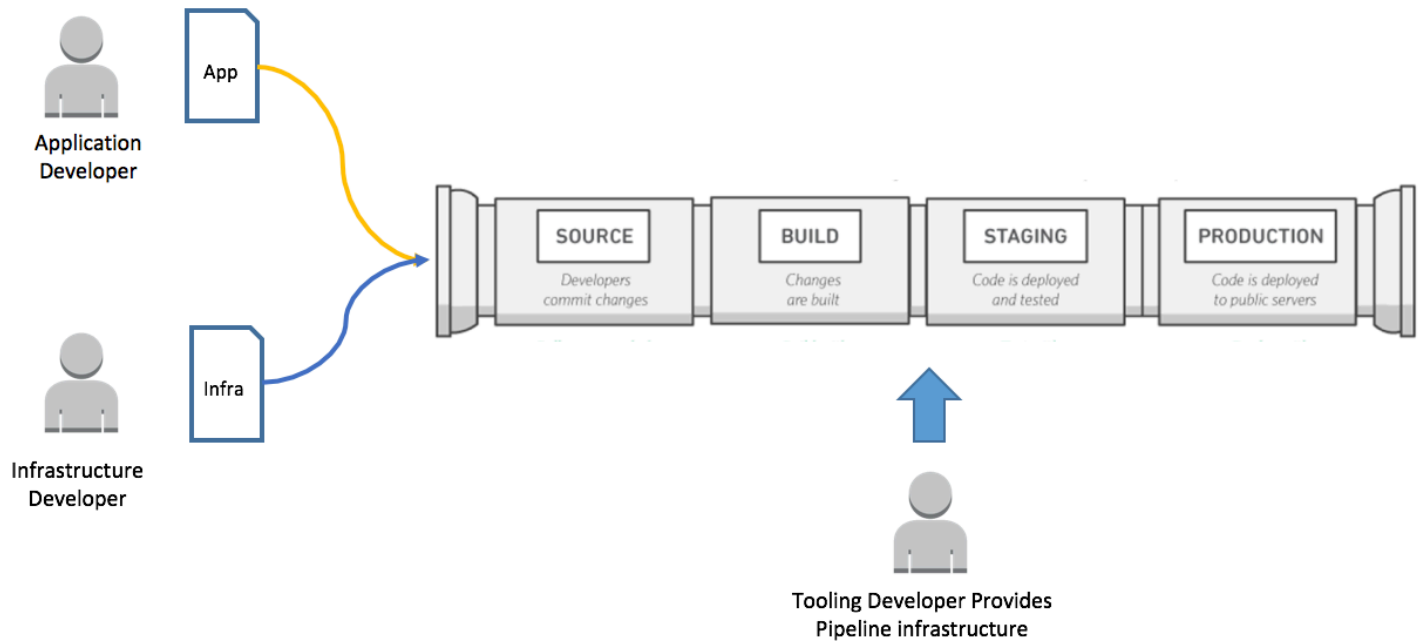 App
Application
Developer
SOURCE
Developers
commit changes
BUILD
Changes
are built
STAGING
Code is deployed
and tested
PRODUCTION
Code is deployed
to public servers
Infra
Infrastructure
Developer
Tooling Developer Provides
Pipeline infrastructure